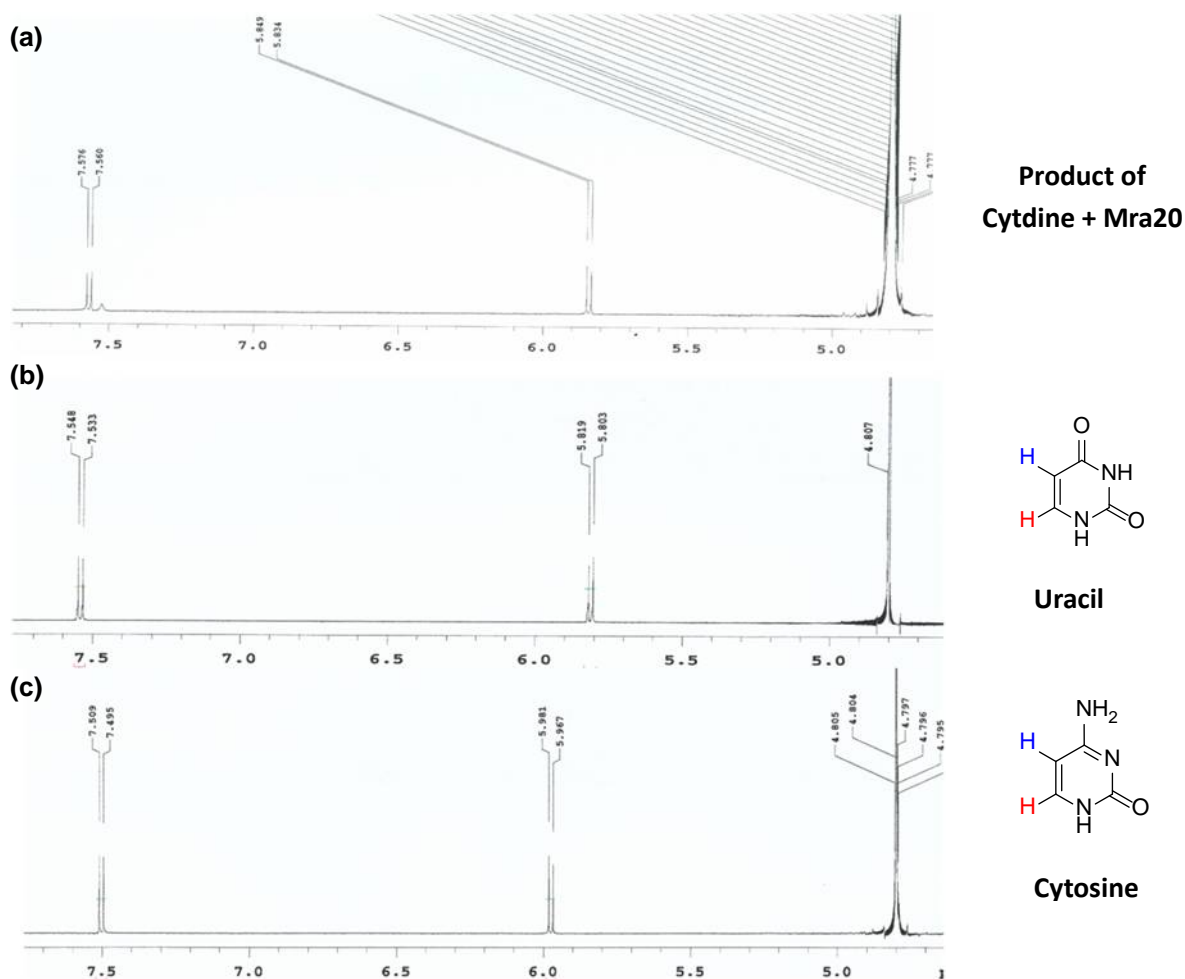 (a)
5.849
5.834
7.576
7.560
4.777
4.777
7.5 7.0 6.5 6.0 5.5 5.0
Product of
Cytdine + Mra20
(b)
7.548
7.533
5.819
5.803
4.807
7.5 7.0 6.5 6.0 5.5 5.0
O
H
NH
H
N
H
O
Uracil
(c)
7.509
7.495
5.981
5.967
4.805
4.804
4.797
4.796
4.795
7.5 7.0 6.5 6.0 5.5 5.0
NH2
H
N
H
N
H
O
Cytosine